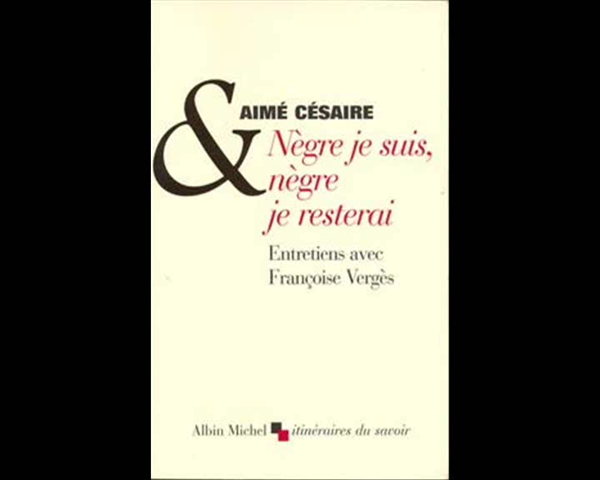 &
AIMÉ CÉSAIRE
Nègre je suis,
nègre
je resterai
Entretiens avec
Françoise Vergès
Albin Michel itinéraires du savoir